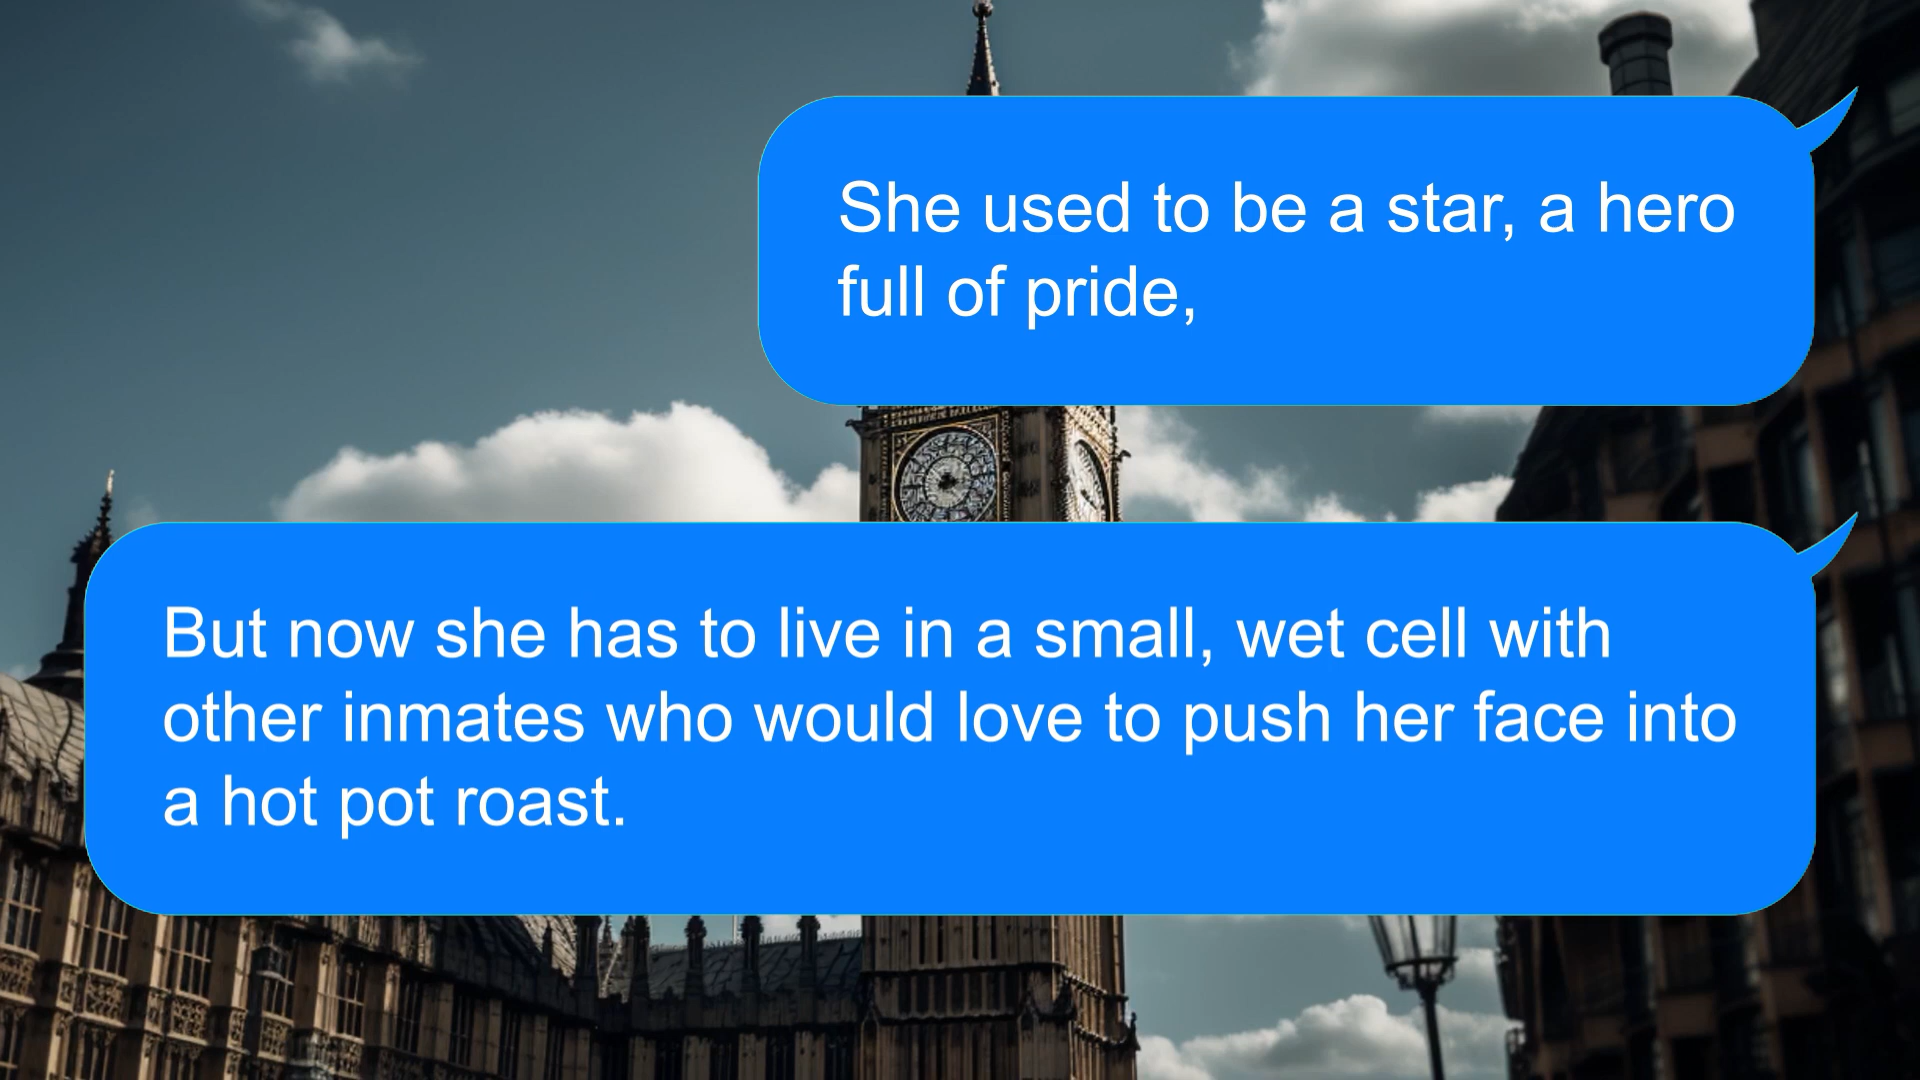 She used to be a star, a hero
full of pride,
But now she has to live in a small, wet cell with
other inmates who would love to push her face into
a hot pot roast.